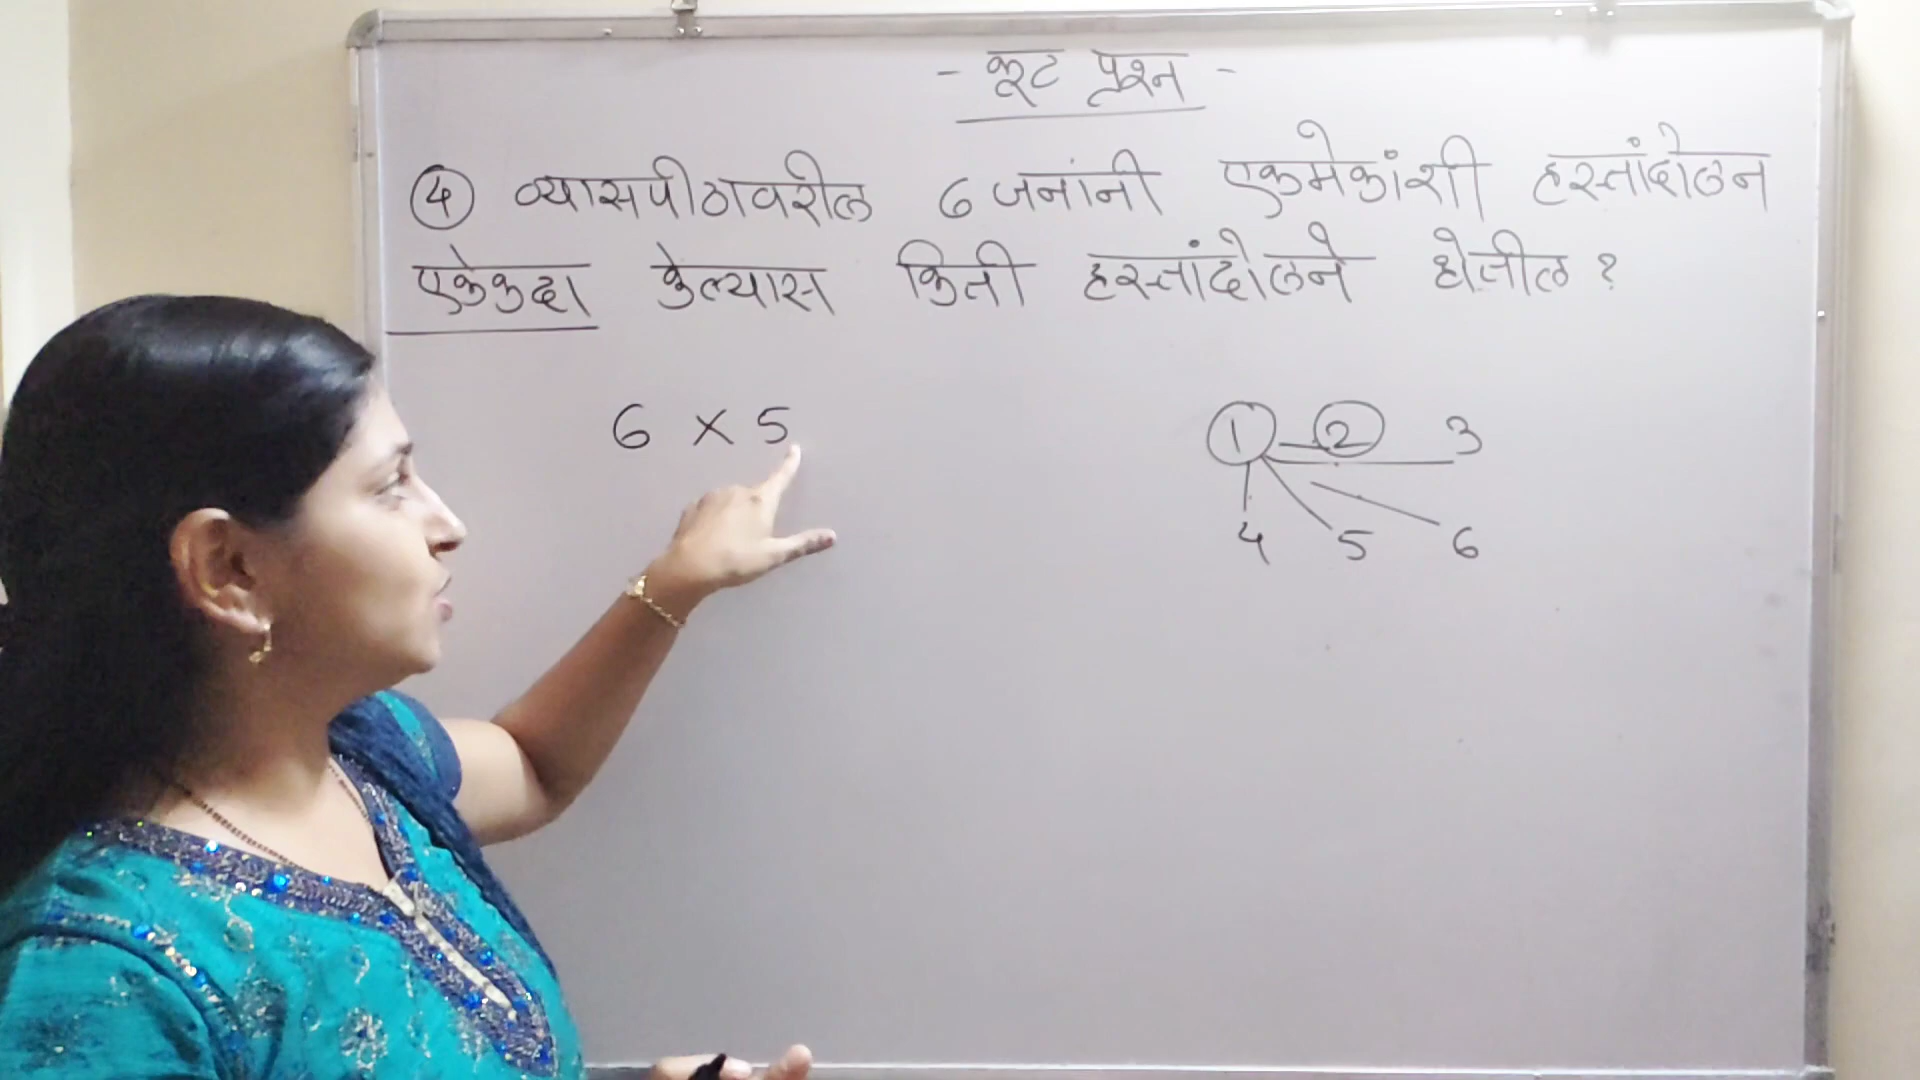 - कूट प्रश्न -
④ व्यासपीठावरील 6 जनांनी एकमेकांशी हस्तांदोलन
एकेकदा केल्यास किती हस्तांदोलने होतील ?
6 × 5
1 2 3
4 5 6